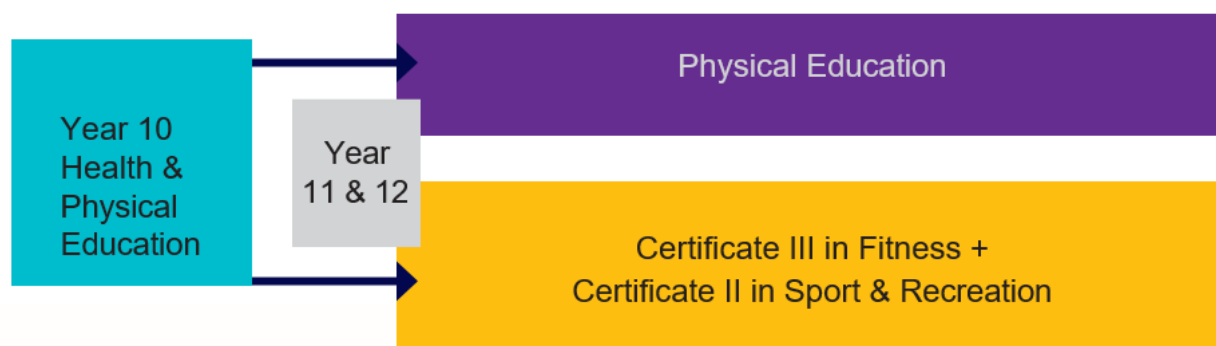 Year 10
Health &
Physical
Education
Year
11 & 12
Physical Education
Certificate III in Fitness +
Certificate II in Sport & Recreation